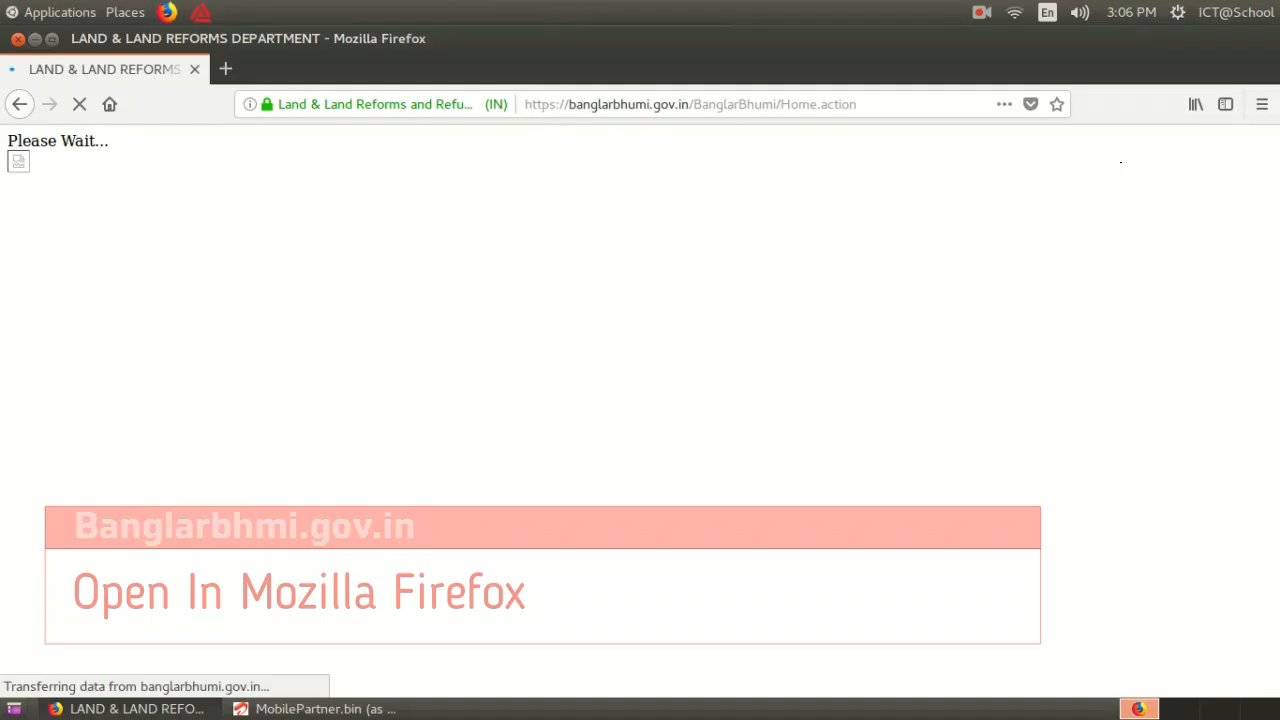 Applications Places En 3:06 PM ICT@School
LAND & LAND REFORMS DEPARTMENT - Mozilla Firefox
LAND & LAND REFORMS
Land & Land Reforms and Refu... (IN) https://banglarbhumi.gov.in/BanglarBhumi/Home.action
Please Wait...
Banglarbhmi.gov.in
Open In Mozilla Firefox
Transferring data from banglarbhumi.gov.in...
LAND & LAND REFO... MobilePartner.bin (as ...